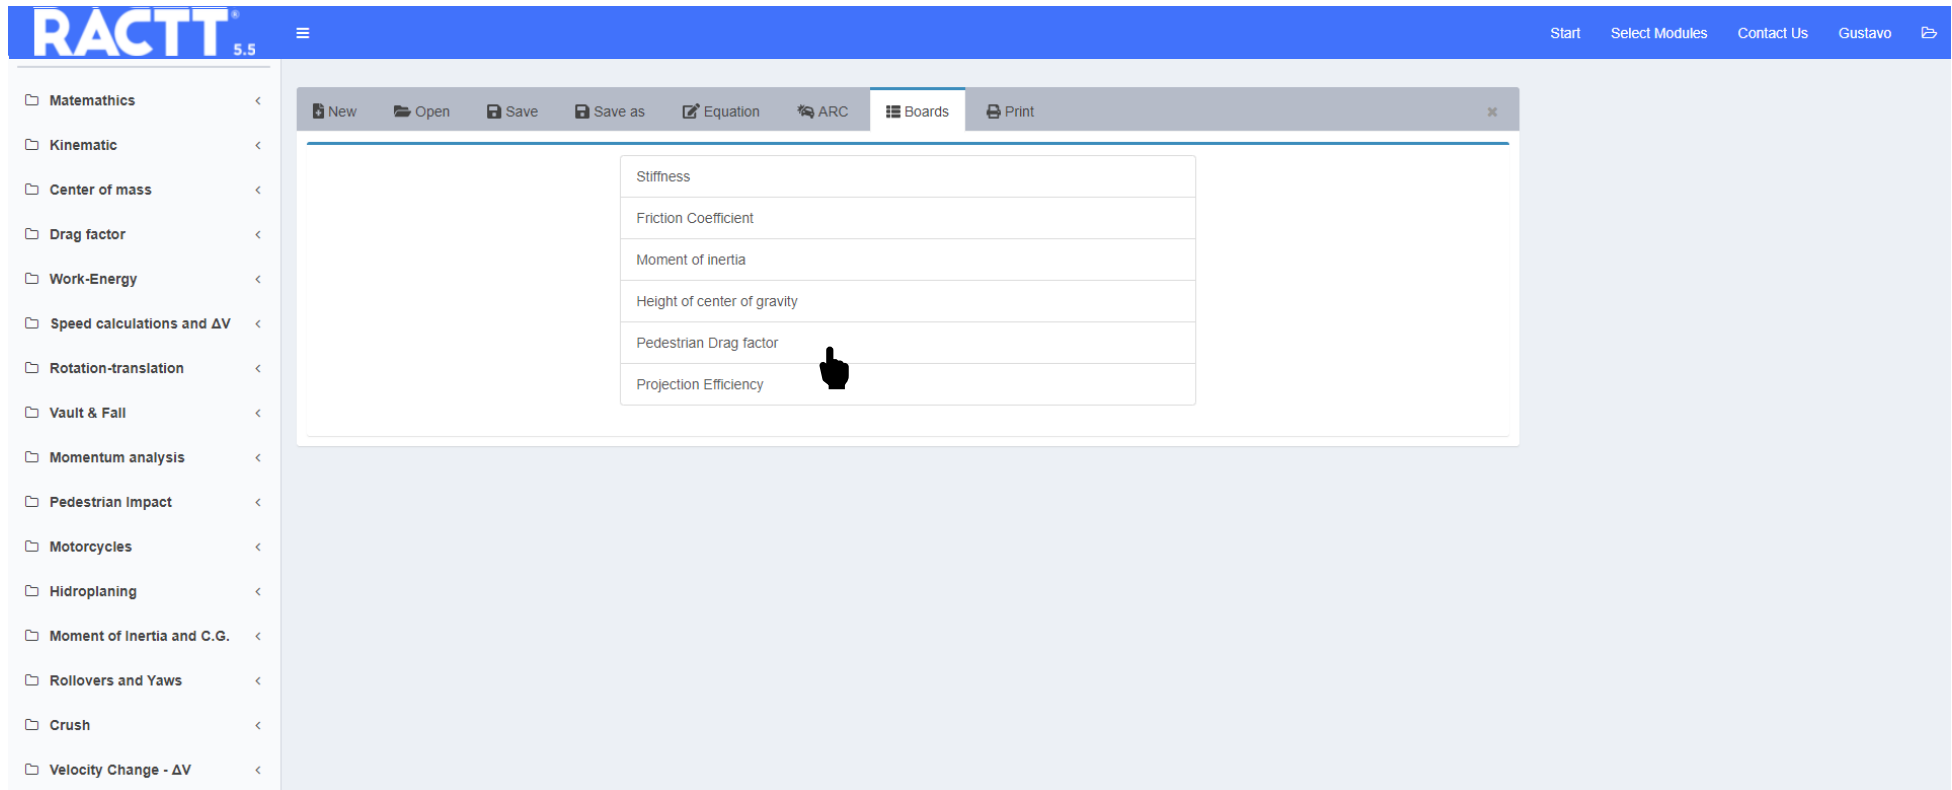 RACTT® 5.5
Start Select Modules Contact Us Gustavo
Matemathics
Kinematic
Center of mass
Drag factor
Work-Energy
Speed calculations and ΔV
Rotation-translation
Vault & Fall
Momentum analysis
Pedestrian Impact
Motorcycles
Hidroplaning
Moment of Inertia and C.G.
Rollovers and Yaws
Crush
Velocity Change - ΔV
New Open Save Save as Equation ARC Boards Print
Stiffness
Friction Coefficient
Moment of inertia
Height of center of gravity
Pedestrian Drag factor
Projection Efficiency